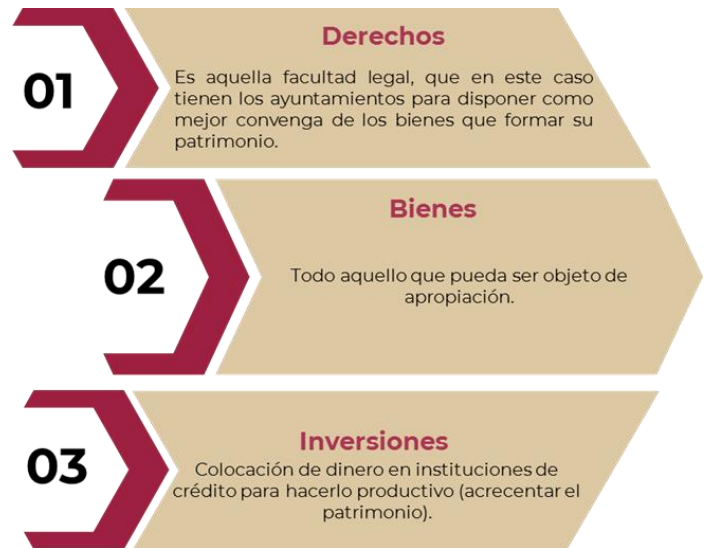 01
Derechos
Es aquella facultad legal, que en este caso
tienen los ayuntamientos para disponer como
mejor convenga de los bienes que formar su
patrimonio.
02
Bienes
Todo aquello que pueda ser objeto de
apropiación.
03
Inversiones
Colocación de dinero en instituciones de
crédito para hacerlo productivo (acrecentar el
patrimonio).